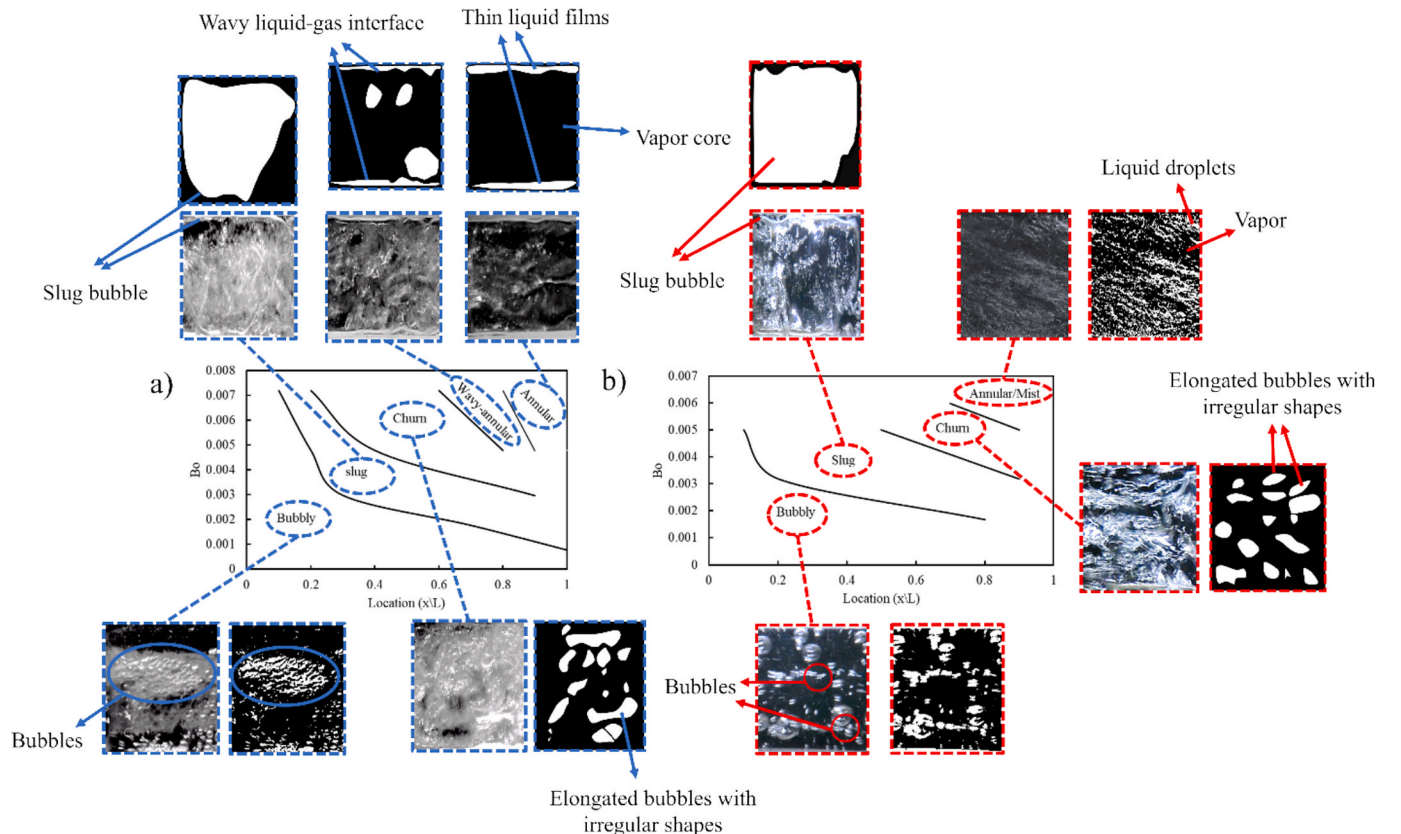 Wavy liquid-gas interface
Thin liquid films
Vapor core
Slug bubble
Slug bubble
Liquid droplets
Vapor
a)
0.008
0.007
0.006
0.005
0.004
0.003
0.002
0.001
0
Bo
0
0.2
0.4
0.6
0.8
1
Location (x\L)
Bubbly
slug
Churn
Wavy-annular
Annular
b)
0.007
0.006
0.005
0.004
0.003
0.002
0.001
0
Bo
0
0.2
0.4
0.6
0.8
1
Location (x\L)
Bubbly
Slug
Churn
Annular/Mist
Elongated bubbles with
irregular shapes
Bubbles
Elongated bubbles with
irregular shapes
Bubbles